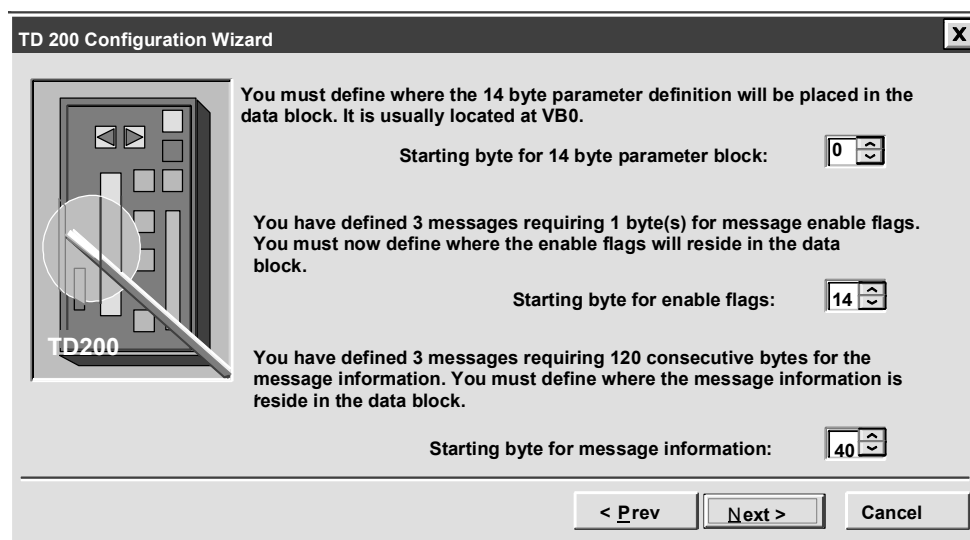 TD 200 Configuration Wizard
X
You must define where the 14 byte parameter definition will be placed in the
data block. It is usually located at VB0.
Starting byte for 14 byte parameter block: 0
You have defined 3 messages requiring 1 byte(s) for message enable flags.
You must now define where the enable flags will reside in the data
block.
Starting byte for enable flags: 14
TD200
You have defined 3 messages requiring 120 consecutive bytes for the
message information. You must define where the message information is
reside in the data block.
Starting byte for message information: 40
< Prev
Next >
Cancel